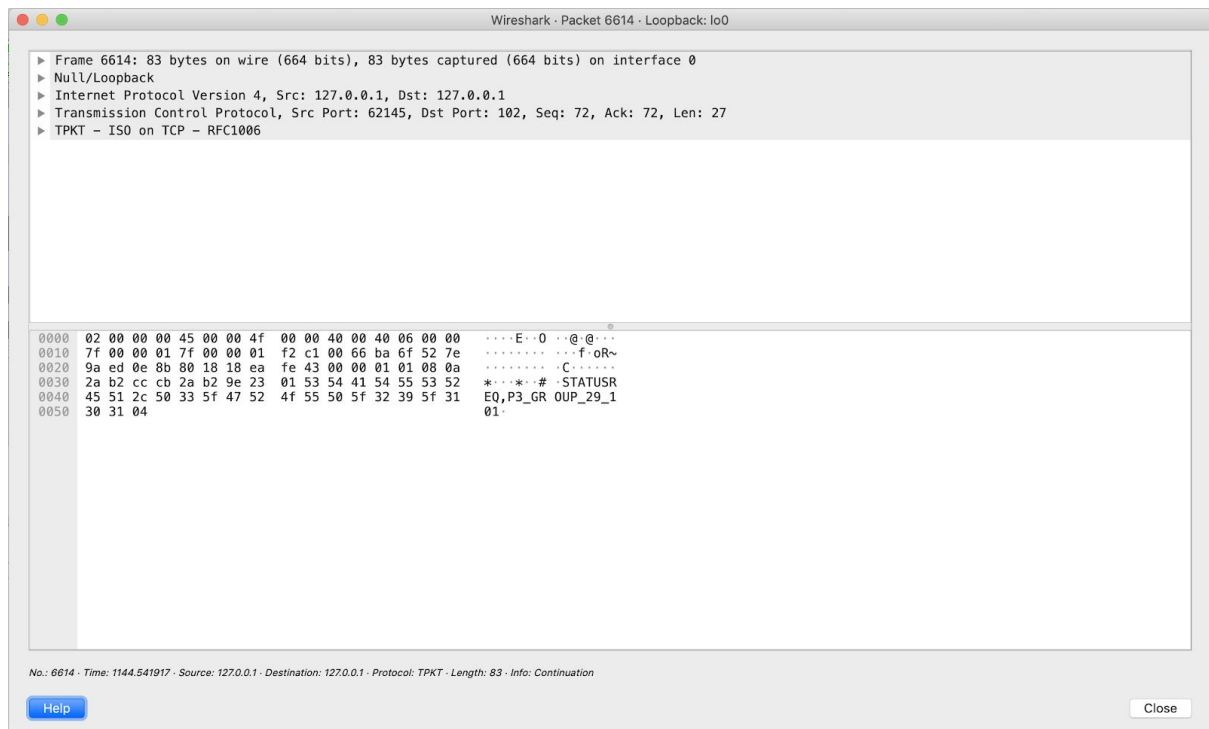 Wireshark · Packet 6614 · Loopback: lo0
Frame 6614: 83 bytes on wire (664 bits), 83 bytes captured (664 bits) on interface 0
Null/Loopback
Internet Protocol Version 4, Src: 127.0.0.1, Dst: 127.0.0.1
Transmission Control Protocol, Src Port: 62145, Dst Port: 102, Seq: 72, Ack: 72, Len: 27
TPKT – ISO on TCP – RFC1006
0000 02 00 00 00 45 00 00 4f 00 00 40 00 40 06 00 00 ····E··O ··@·@···
0010 7f 00 00 01 7f 00 00 01 f2 c1 00 66 ba 6f 52 7e ········ ···f·oR~
0020 9a ed 0e 8b 80 18 18 ea fe 43 00 00 01 01 08 0a ········ ·C······
0030 2a b2 cc cb 2a b2 9e 23 01 53 54 41 54 55 53 52 *···*··# ·STATUSR
0040 45 51 2c 50 33 5f 47 52 4f 55 50 5f 32 39 5f 31 EQ,P3_GR OUP_29_1
0050 30 31 04 01·
No.: 6614 · Time: 1144.541917 · Source: 127.0.0.1 · Destination: 127.0.0.1 · Protocol: TPKT · Length: 83 · Info: Continuation
Help
Close